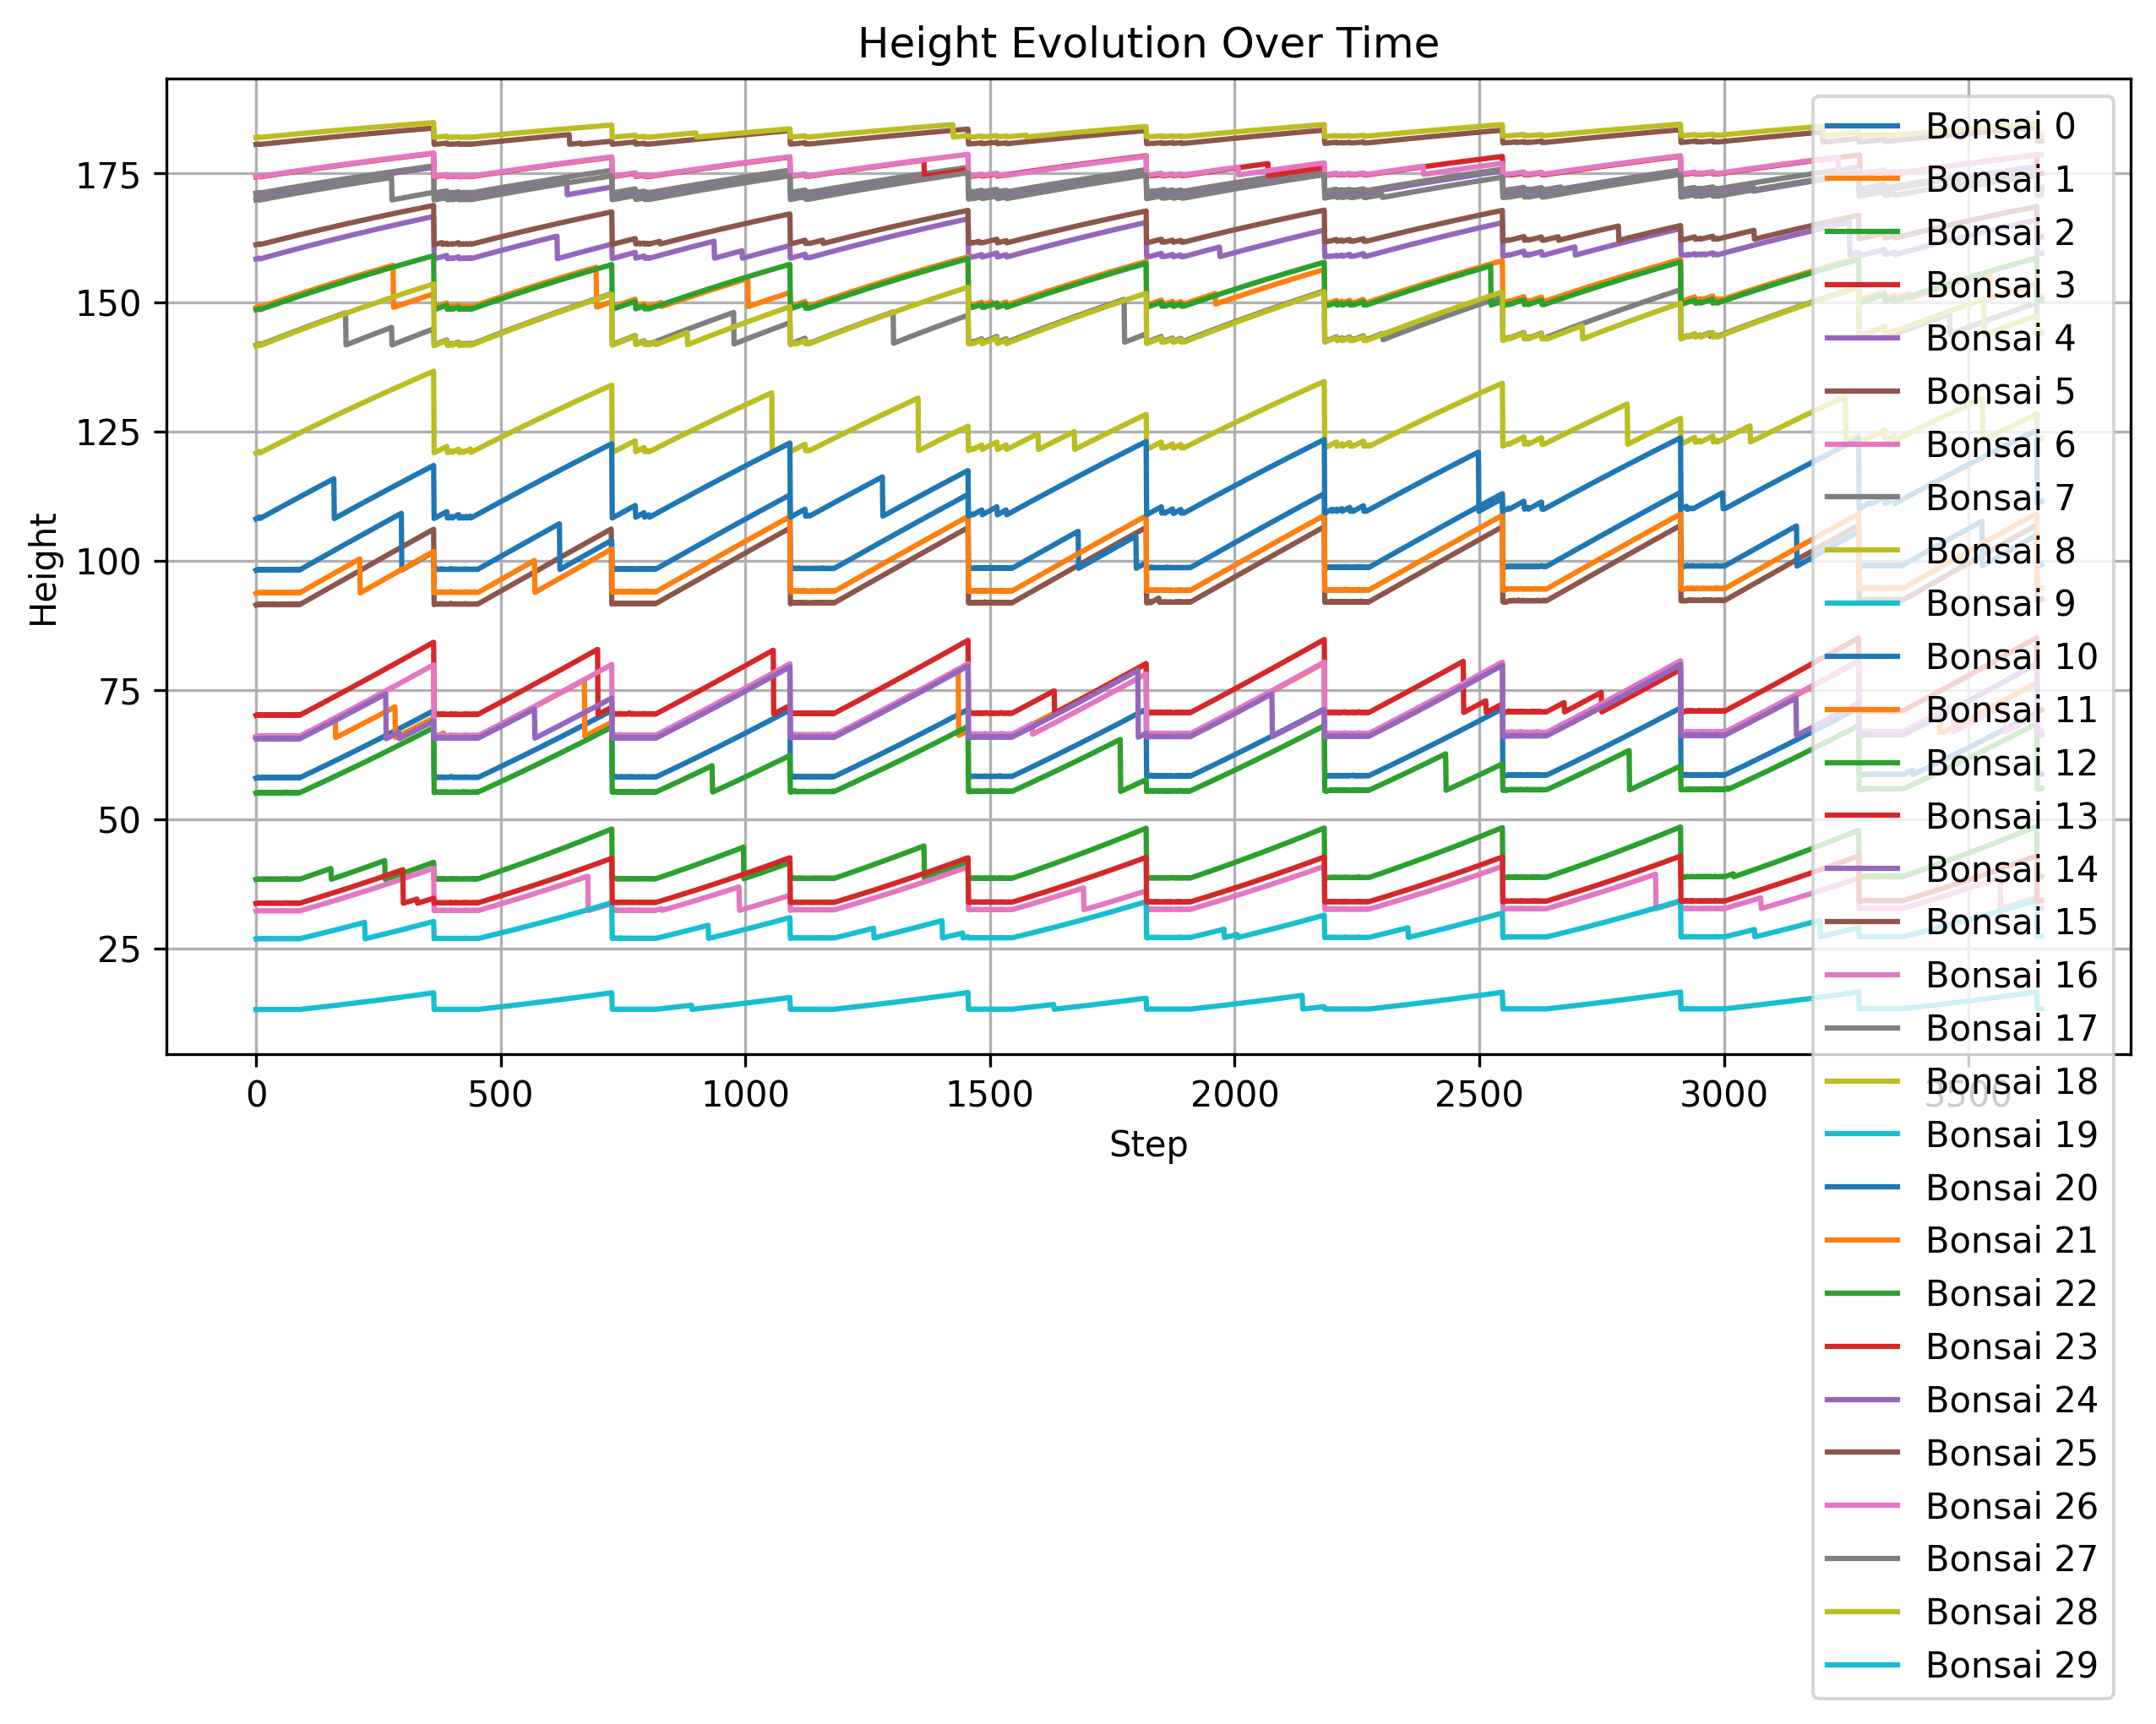 Height Evolution Over Time
Height
175
150
125
100
75
50
25
0 500 1000 1500 2000 2500 3000 3500
Step
Bonsai 0
Bonsai 1
Bonsai 2
Bonsai 3
Bonsai 4
Bonsai 5
Bonsai 6
Bonsai 7
Bonsai 8
Bonsai 9
Bonsai 10
Bonsai 11
Bonsai 12
Bonsai 13
Bonsai 14
Bonsai 15
Bonsai 16
Bonsai 17
Bonsai 18
Bonsai 19
Bonsai 20
Bonsai 21
Bonsai 22
Bonsai 23
Bonsai 24
Bonsai 25
Bonsai 26
Bonsai 27
Bonsai 28
Bonsai 29